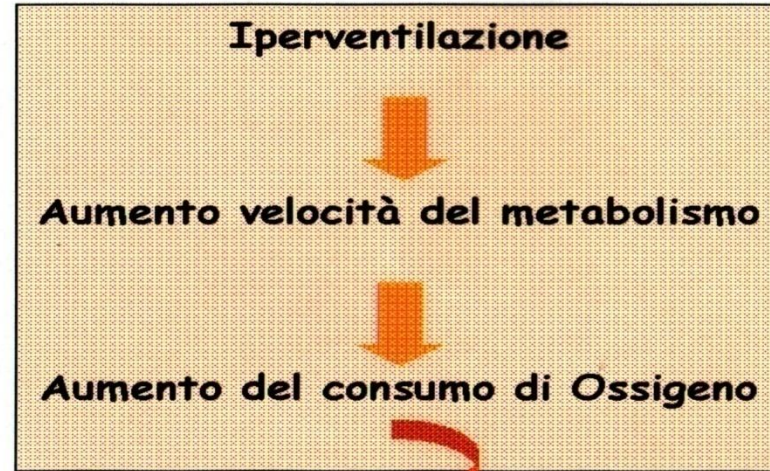 Iperventilazione
Aumento velocità del metabolismo
Aumento del consumo di Ossigeno